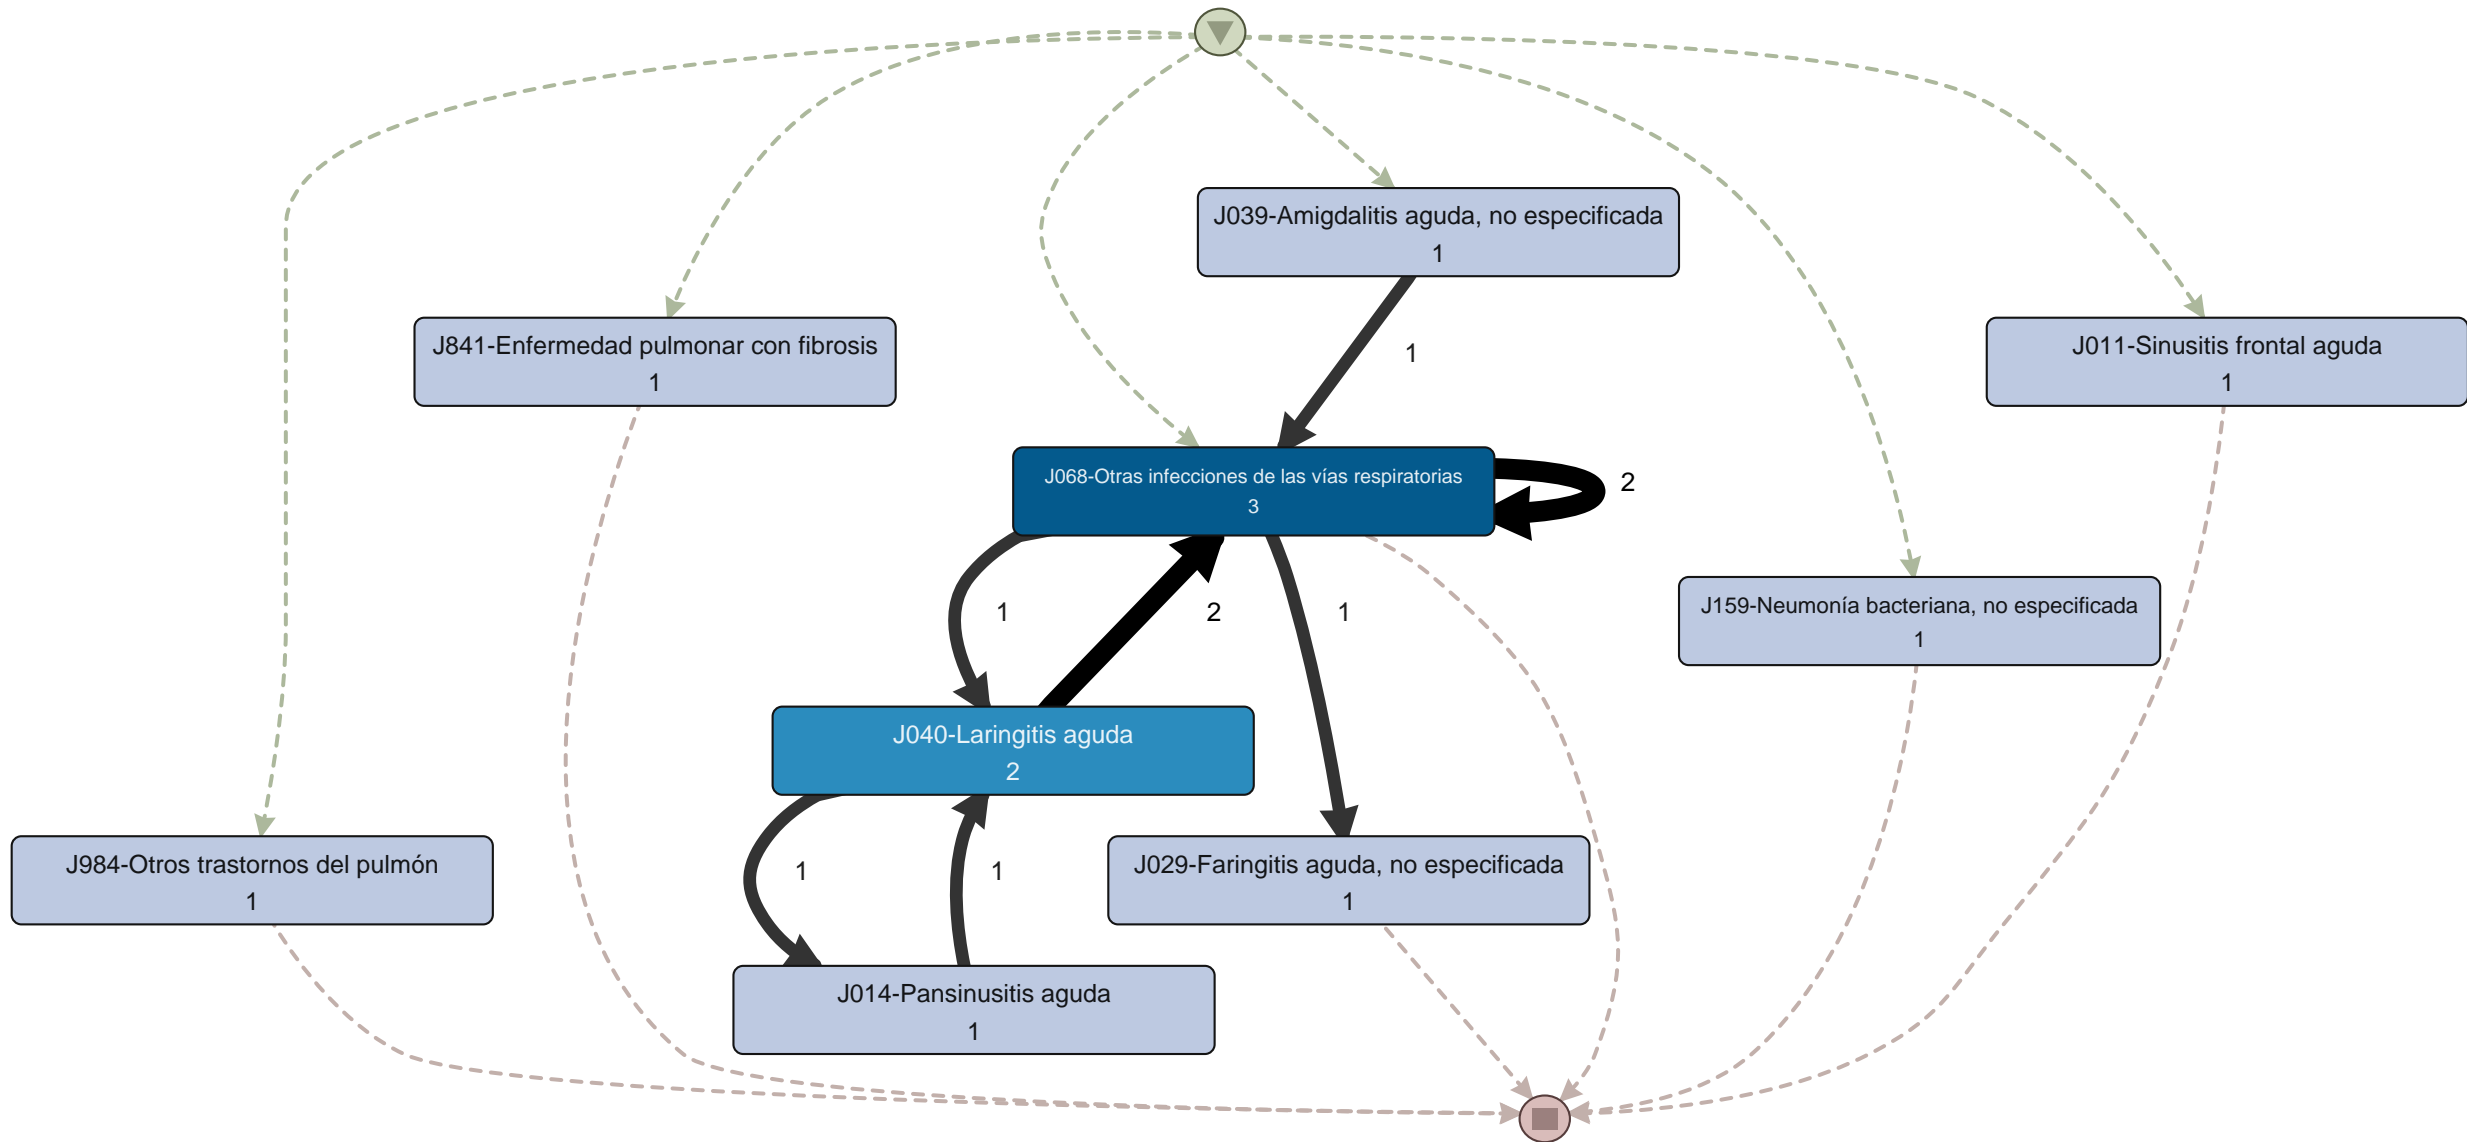 J039-Amigdalitis aguda, no especificada
1
J841-Enfermedad pulmonar con fibrosis
1
1
J011-Sinusitis frontal aguda
1
J068-Otras infecciones de las vías respiratorias
3
2
1
2
1
J159-Neumonía bacteriana, no especificada
1
J040-Laringitis aguda
2
J984-Otros trastornos del pulmón
1
1
1
J029-Faringitis aguda, no especificada
1
J014-Pansinusitis aguda
1